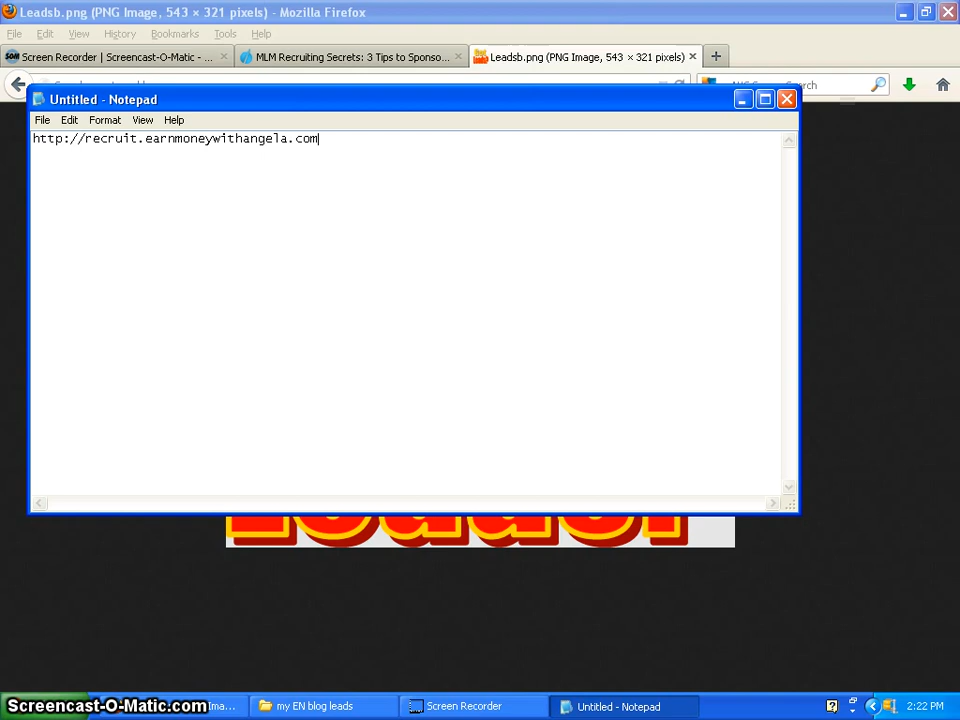 Leadsb.png (PNG Image, 543 × 321 pixels) - Mozilla Firefox
File Edit View History Bookmarks Tools Help
Screen Recorder | Screencast-O-Matic - ...
MLM Recruiting Secrets: 3 Tips to Sponso...
Leadsb.png (PNG Image, 543 × 321 pixels)
Search
Untitled - Notepad
File Edit Format View Help
http://recruit.earnmoneywithangela.com
Screencast-O-Matic.com
Ima...
my EN blog leads
Screen Recorder
Untitled - Notepad
2:22 PM